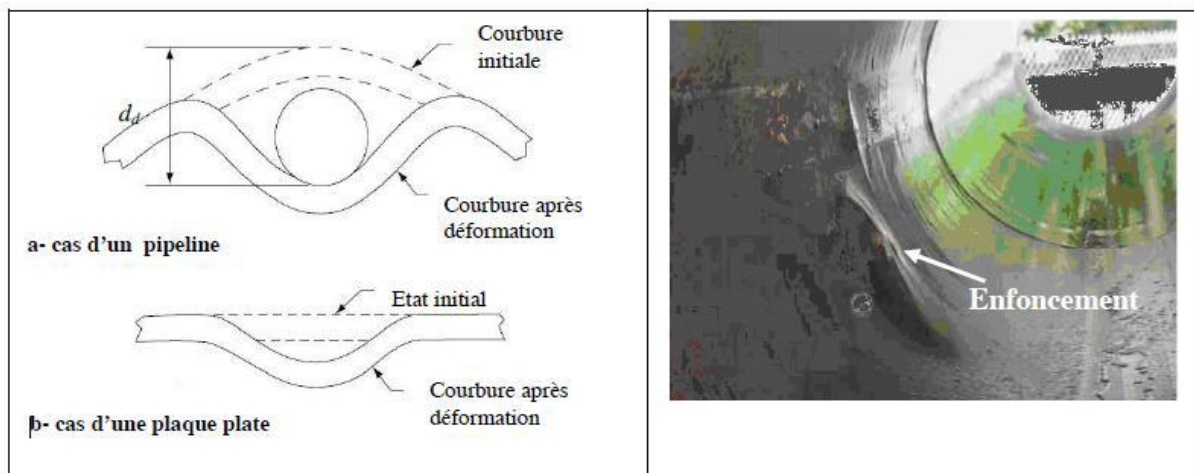 Courbure
initiale
d_d
Courbure après
déformation
a- cas d'un pipeline
Etat initial
Courbure après
déformation
b- cas d'une plaque plate
Enfoncement